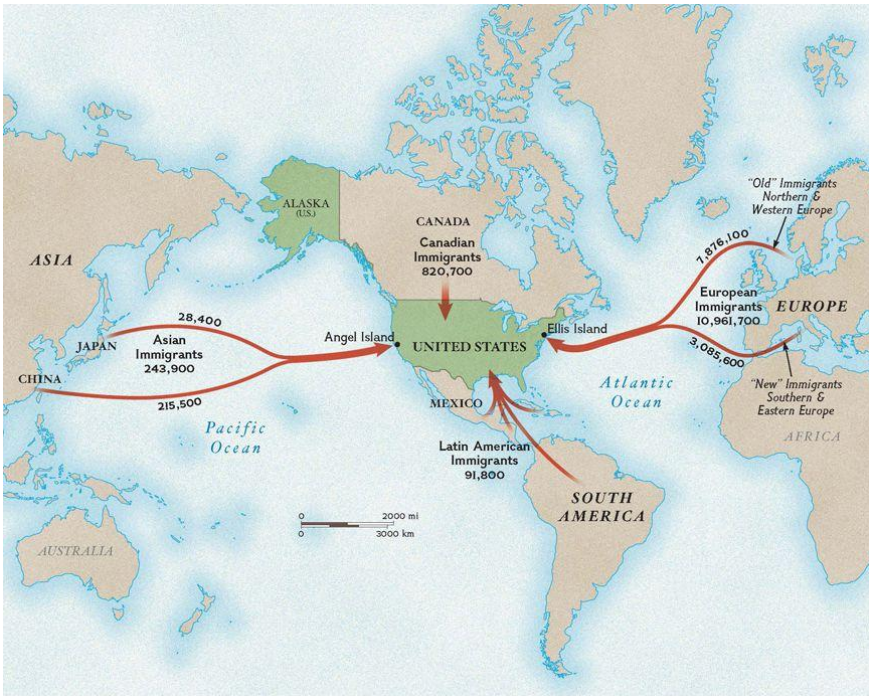 "Old" Immigrants
Northern &
Western Europe
ALASKA
(U.S.)
CANADA
Canadian
Immigrants
820,700
7,876,100
ASIA
European
Immigrants
10,961,700
EUROPE
28,400
JAPAN
Asian
Immigrants
243,900
Angel Island
UNITED STATES
Ellis Island
3,085,600
CHINA
215,500
"New" Immigrants
Southern &
Eastern Europe
Atlantic
Ocean
MEXICO
Pacific
Ocean
AFRICA
Latin American
Immigrants
91,800
SOUTH
AMERICA
0 2000 mi
0 3000 km
AUSTRALIA